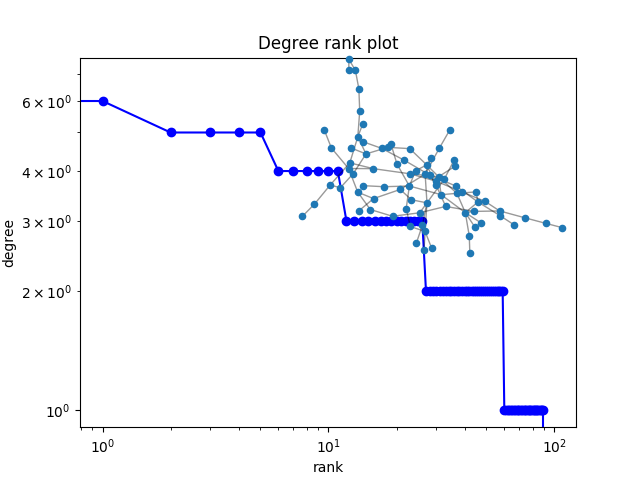 Degree rank plot
degree
6 × 10⁰
4 × 10⁰
3 × 10⁰
2 × 10⁰
10⁰
10⁰
10¹
10²
rank